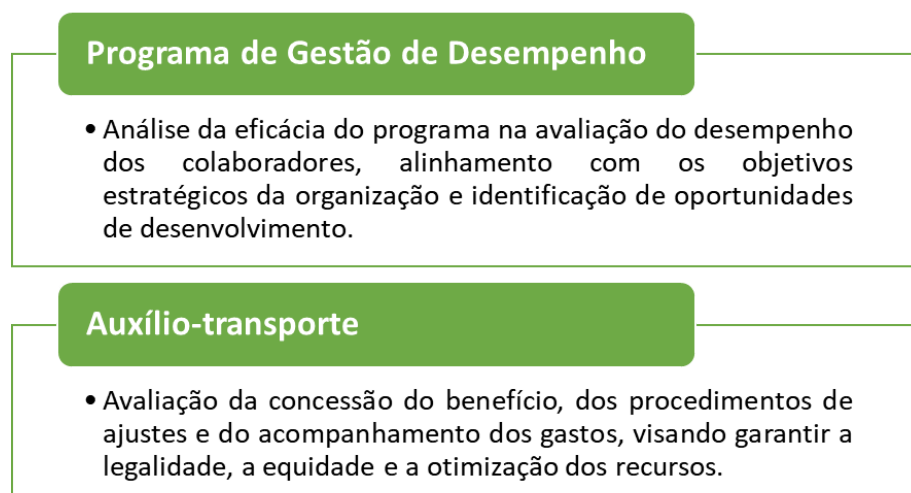 Programa de Gestão de Desempenho
• Análise da eficácia do programa na avaliação do desempenho
dos colaboradores, alinhamento com os objetivos
estratégicos da organização e identificação de oportunidades
de desenvolvimento.
Auxílio-transporte
• Avaliação da concessão do benefício, dos procedimentos de
ajustes e do acompanhamento dos gastos, visando garantir a
legalidade, a equidade e a otimização dos recursos.